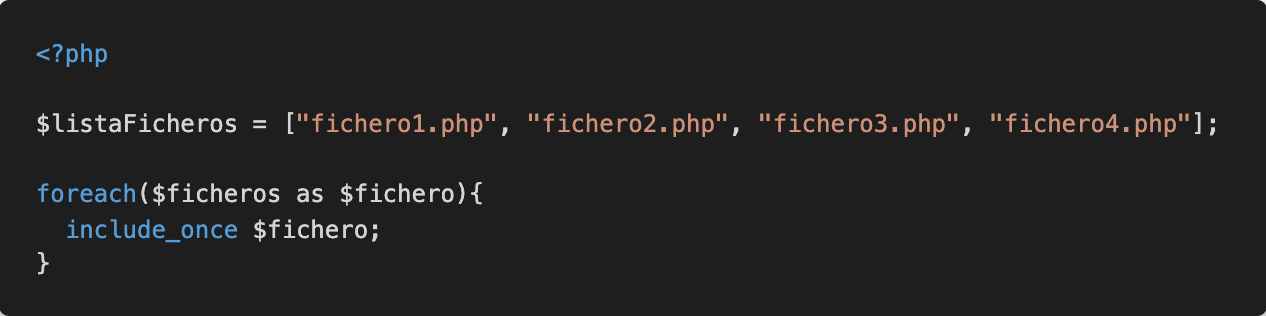 <?php
$listaFicheros = ["fichero1.php", "fichero2.php", "fichero3.php", "fichero4.php"];
foreach($ficheros as $fichero){
include_once $fichero;
}